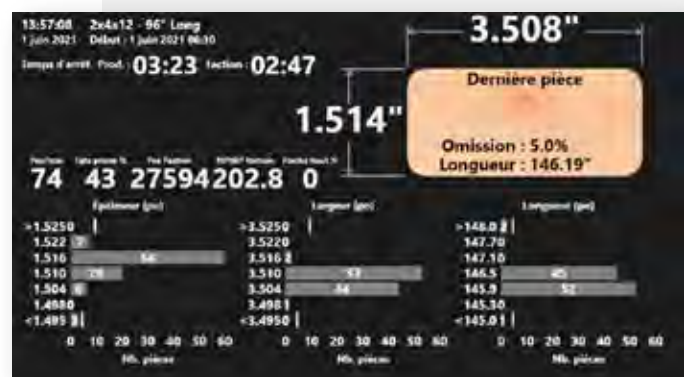 13:57:08 2x4x12 - 96" Long
1 juin 2021 Début : 1 juin 2021 06:30
Temps d'arrêt Prod. : 03:23 Faction : 02:47
3.508"
1.514"
Dernière pièce
Omission : 5.0%
Longueur : 146.19"
74 43 27594 202.8 0
Épaisseur (po)
>1.5250
1.522 7
1.516
1.510
1.504 6
1.4980
<1.495 3
0 10 20 30 40 50 60
Nb. pièces
Largeur (po)
>3.5250
3.5220
3.516 2
3.510 53
3.504 44
3.498 1
<3.4950
0 10 20 30 40 50 60
Nb. pièces
Longueur (po)
>148.0 2
147.70
147.10
146.5 45
145.9 52
145.30
<145.0 1
0 10 20 30 40 50 60
Nb. pièces